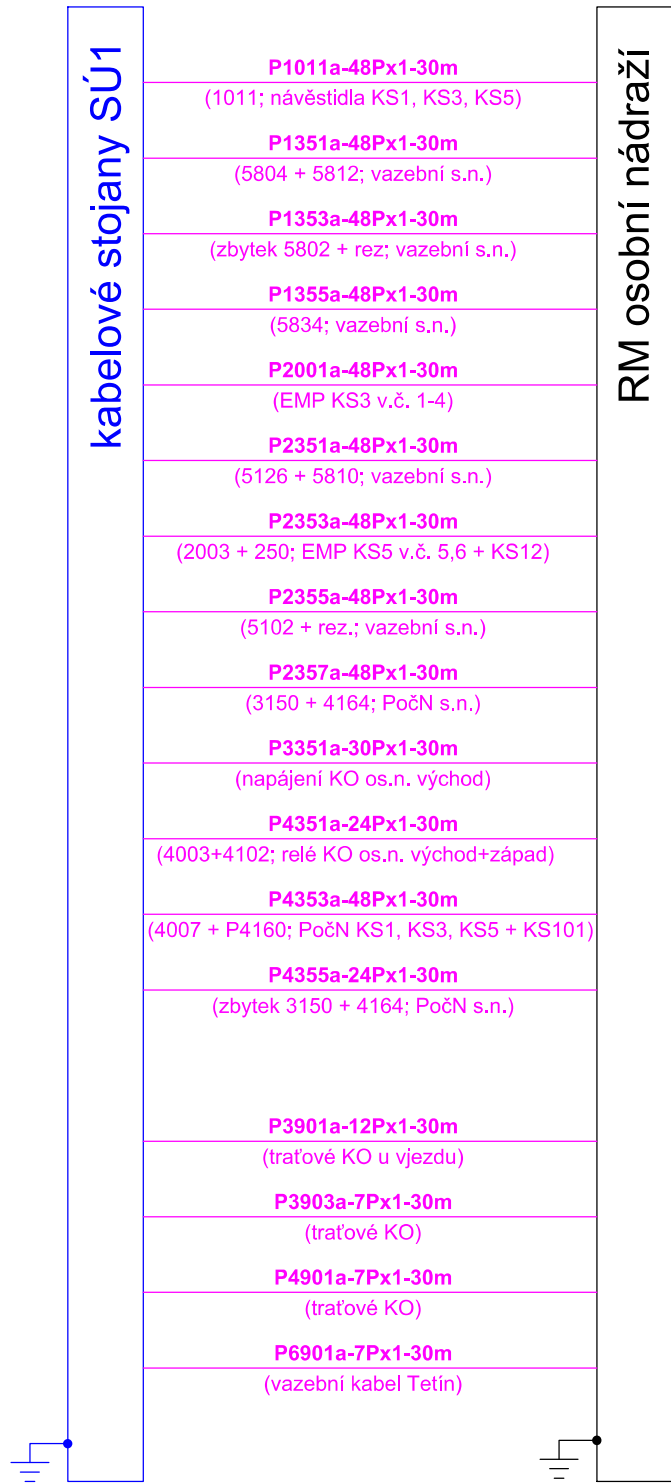 kabelové stojany SÚ1
RM osobní nádraží
P1011a-48Px1-30m
(1011; návěstidla KS1, KS3, KS5)
P1351a-48Px1-30m
(5804 + 5812; vazební s.n.)
P1353a-48Px1-30m
(zbytek 5802 + rez; vazební s.n.)
P1355a-48Px1-30m
(5834; vazební s.n.)
P2001a-48Px1-30m
(EMP KS3 v.č. 1-4)
P2351a-48Px1-30m
(5126 + 5810; vazební s.n.)
P2353a-48Px1-30m
(2003 + 250; EMP KS5 v.č. 5,6 + KS12)
P2355a-48Px1-30m
(5102 + rez.; vazební s.n.)
P2357a-48Px1-30m
(3150 + 4164; PočN s.n.)
P3351a-30Px1-30m
(napájení KO os.n. východ)
P4351a-24Px1-30m
(4003+4102; relé KO os.n. východ+západ)
P4353a-48Px1-30m
(4007 + P4160; PočN KS1, KS3, KS5 + KS101)
P4355a-24Px1-30m
(zbytek 3150 + 4164; PočN s.n.)
P3901a-12Px1-30m
(traťové KO u vjezdu)
P3903a-7Px1-30m
(traťové KO)
P4901a-7Px1-30m
(traťové KO)
P6901a-7Px1-30m
(vazební kabel Tetín)